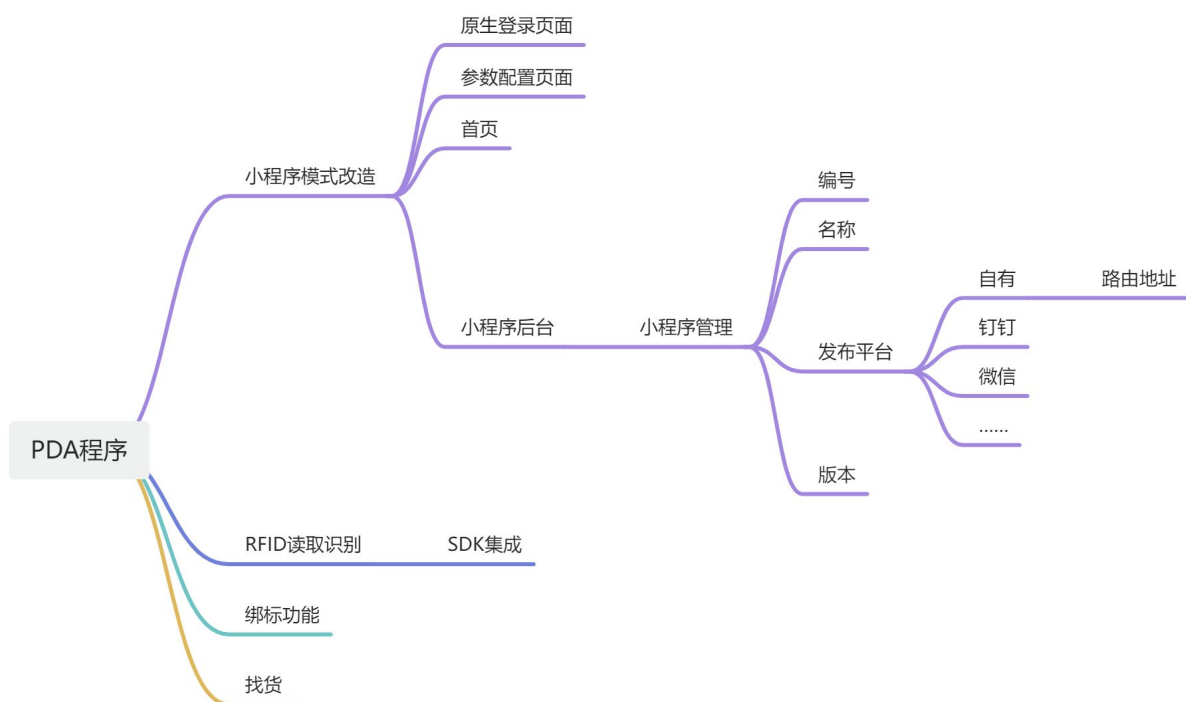 原生登录页面
参数配置页面
首页
小程序模式改造
编号
名称
自有
路由地址
小程序后台
小程序管理
钉钉
发布平台
微信
……
PDA程序
版本
RFID读取识别
SDK集成
绑标功能
找货